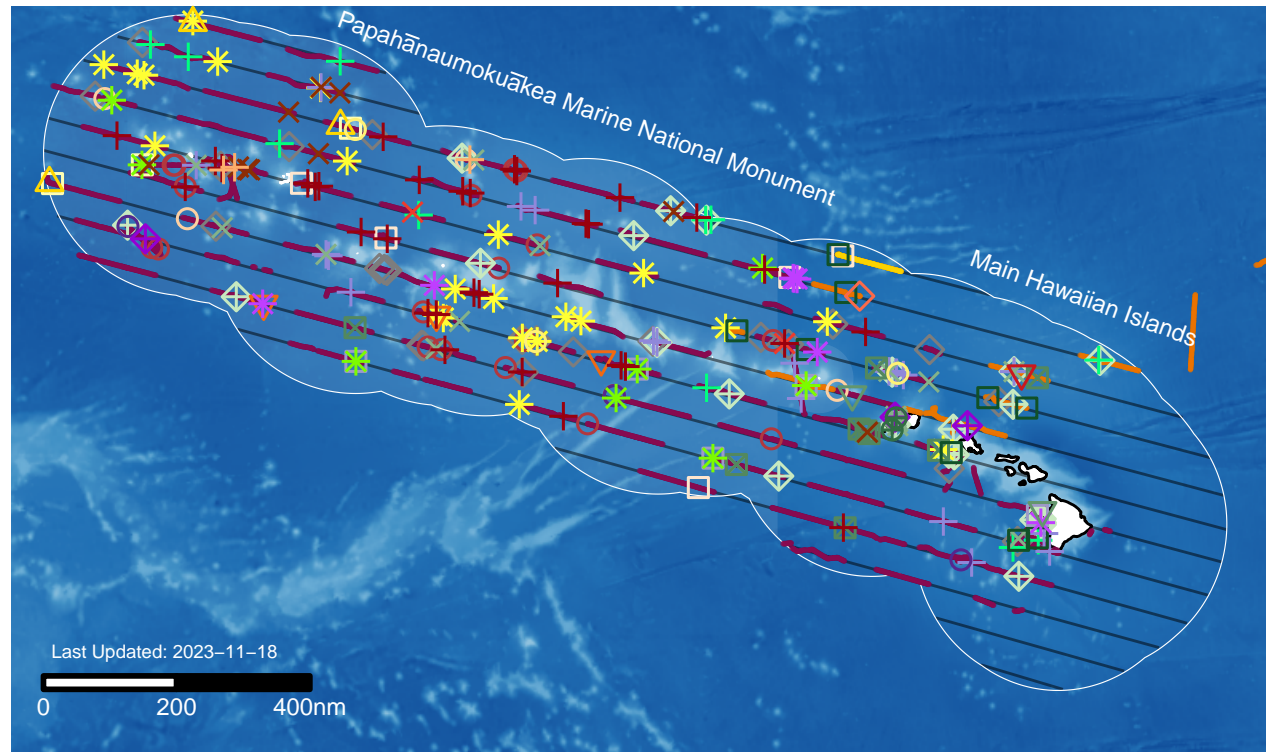 Papahānaumokuākea Marine National Monument
Main Hawaiian Islands
Last Updated: 2023−11−18
0 200 400nm